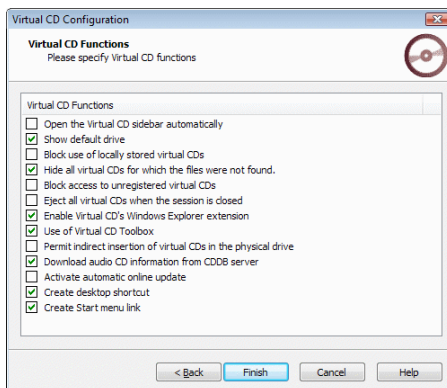 Virtual CD Configuration
Virtual CD Functions
Please specify Virtual CD functions
Virtual CD Functions
Open the Virtual CD sidebar automatically
Show default drive
Block use of locally stored virtual CDs
Hide all virtual CDs for which the files were not found.
Block access to unregistered virtual CDs
Eject all virtual CDs when the session is closed
Enable Virtual CD's Windows Explorer extension
Use of Virtual CD Toolbox
Permit indirect insertion of virtual CDs in the physical drive
Download audio CD information from CDDB server
Activate automatic online update
Create desktop shortcut
Create Start menu link
< Back Finish Cancel Help